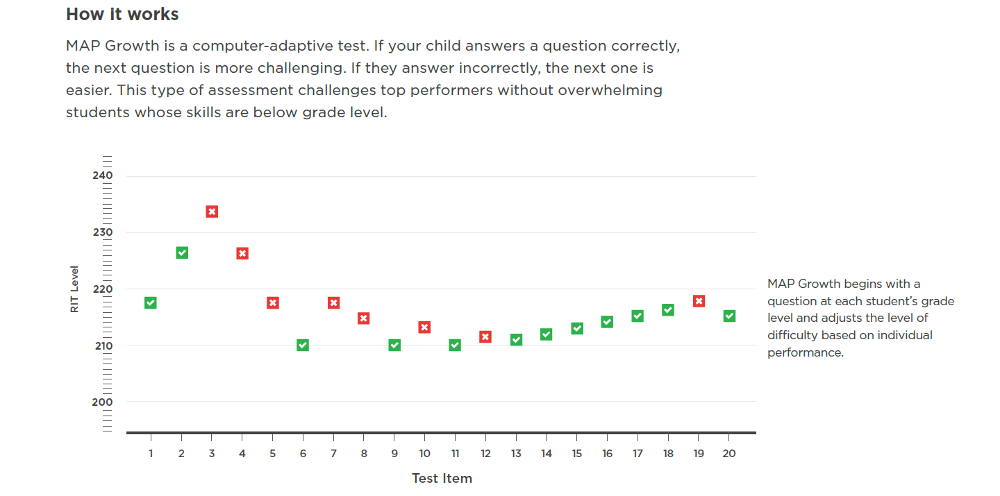 How it works
MAP Growth is a computer-adaptive test. If your child answers a question correctly,
the next question is more challenging. If they answer incorrectly, the next one is
easier. This type of assessment challenges top performers without overwhelming
students whose skills are below grade level.
240
230
220
210
200
RIT Level
MAP Growth begins with a
question at each student’s grade
level and adjusts the level of
difficulty based on individual
performance.
1 2 3 4 5 6 7 8 9 10 11 12 13 14 15 16 17 18 19 20
Test Item